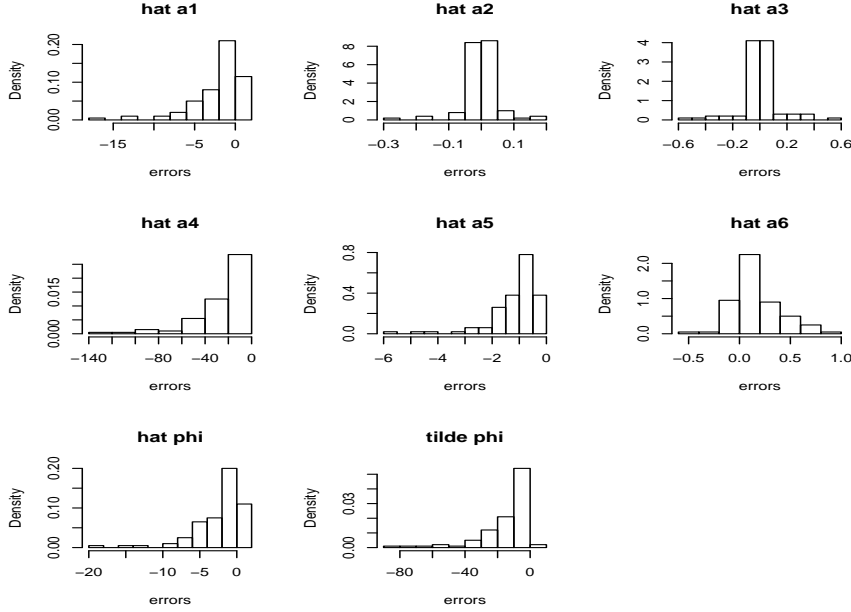 hat a1
hat a2
hat a3
Density
0.00 0.10 0.20
−15 −5 0
errors
Density
0 2 4 6 8
−0.3 −0.1 0.1
errors
Density
0 1 2 3 4
−0.6 −0.2 0.2 0.6
errors
hat a4
hat a5
hat a6
Density
0.000 0.015
−140 −80 −40 0
errors
Density
0.0 0.4 0.8
−6 −4 −2 0
errors
Density
0.0 1.0 2.0
−0.5 0.0 0.5 1.0
errors
hat phi
tilde phi
Density
0.00 0.10 0.20
−20 −5 0
errors
Density
0.00 0.03
−80 −40 0
errors